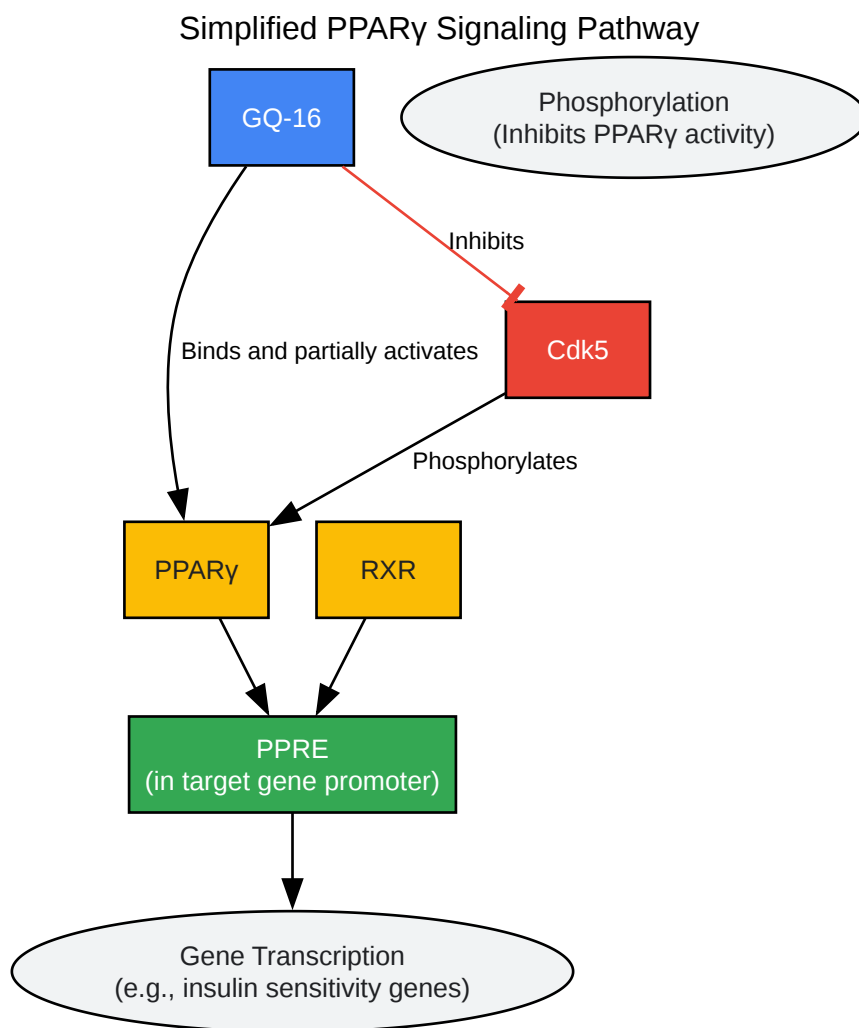 Simplified PPARγ Signaling Pathway
GQ-16
Phosphorylation
(Inhibits PPARγ activity)
Inhibits
Binds and partially activates
Cdk5
Phosphorylates
PPARγ
RXR
PPRE
(in target gene promoter)
Gene Transcription
(e.g., insulin sensitivity genes)